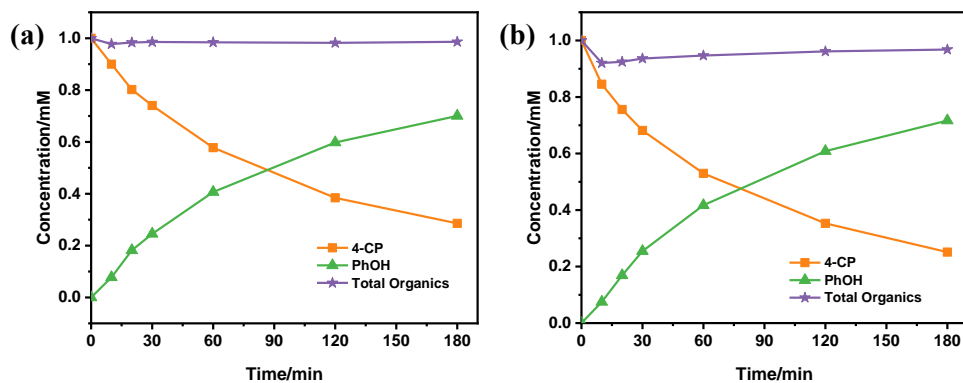 (a)
Concentration/mM
1.0
0.8
0.6
0.4
0.2
0.0
4-CP
PhOH
Total Organics
0 30 60 90 120 150 180
Time/min
(b)
Concentration/mM
1.0
0.8
0.6
0.4
0.2
0.0
4-CP
PhOH
Total Organics
0 30 60 90 120 150 180
Time/min